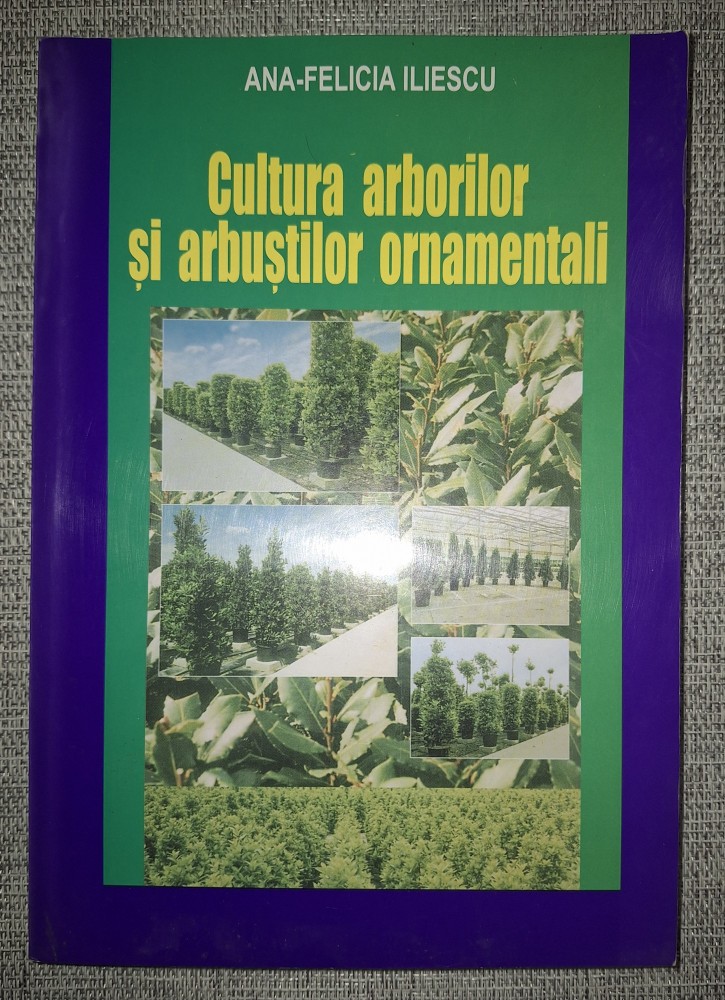 ANA-FELICIA ILIESCU
Cultura arborilor
și arbuștilor ornamentali